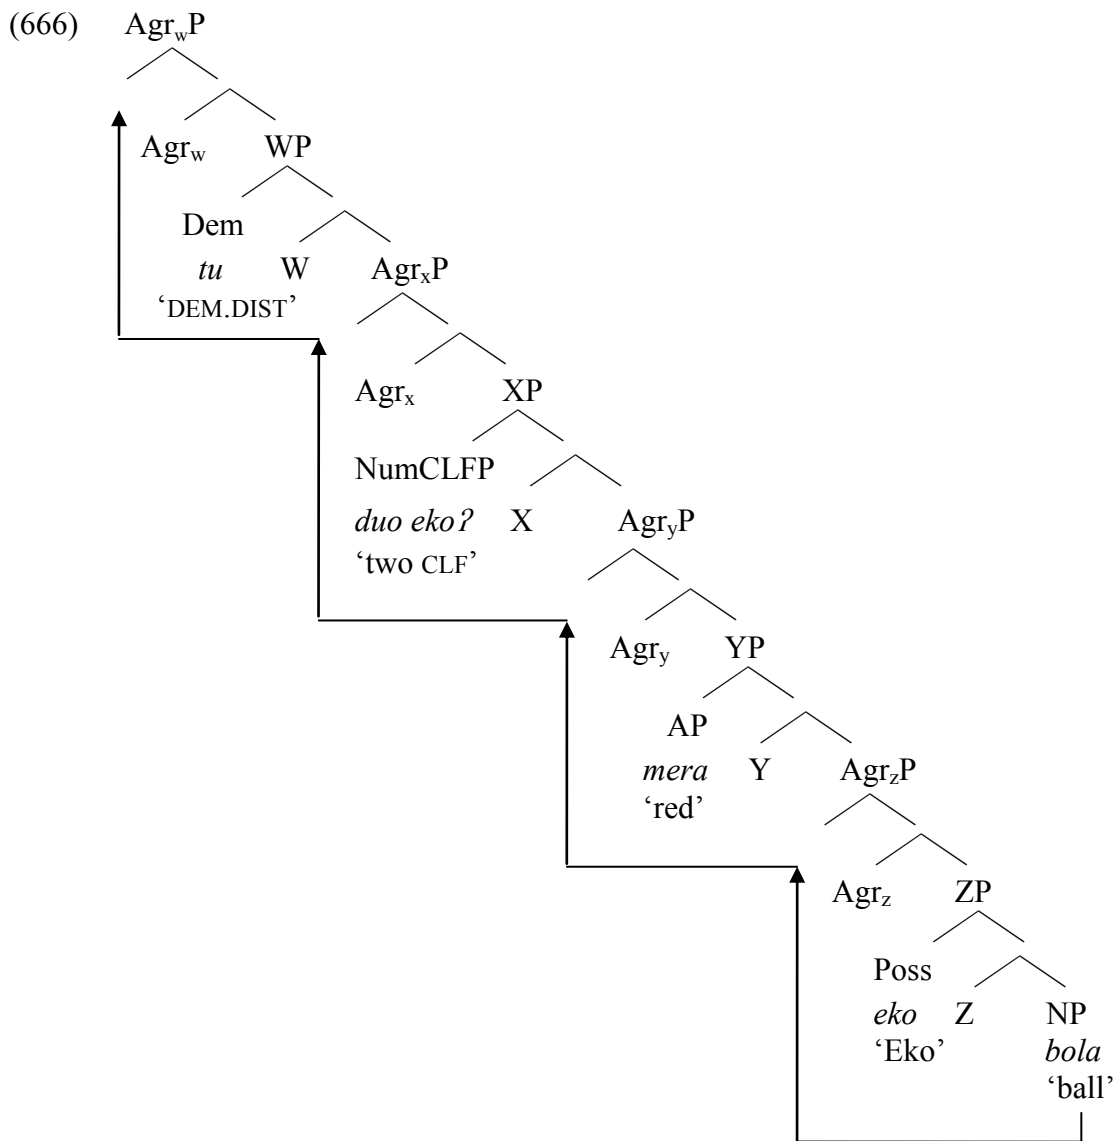 (666) AgrwP
Agrw WP
Dem
tu W AgrxP
‘DEM.DIST’
Agrx XP
NumCLFP
duo eko? X AgryP
‘two CLF’
Agry YP
AP
mera Y AgrzP
‘red’
Agrz ZP
Poss
eko Z NP
‘Eko’ bola
‘ball’